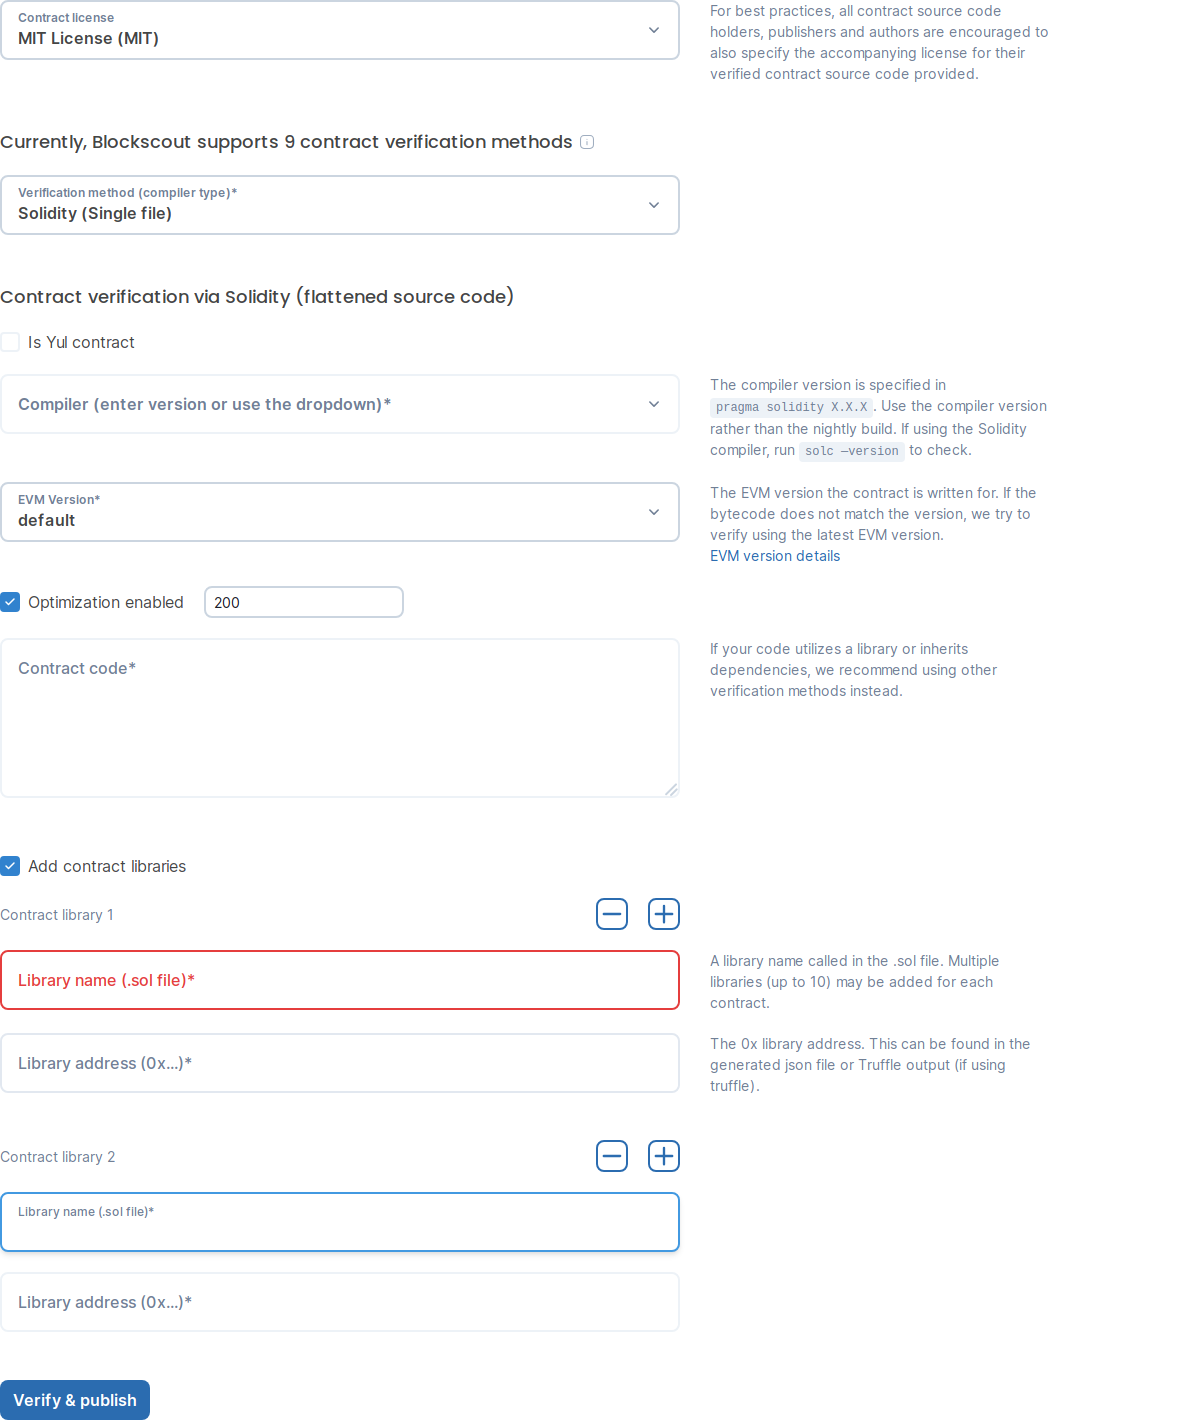 Contract license
MIT License (MIT)
For best practices, all contract source code
holders, publishers and authors are encouraged to
also specify the accompanying license for their
verified contract source code provided.
Currently, Blockscout supports 9 contract verification methods
Verification method (compiler type)*
Solidity (Single file)
Contract verification via Solidity (flattened source code)
Is Yul contract
Compiler (enter version or use the dropdown)*
The compiler version is specified in
pragma solidity X.X.X. Use the compiler version
rather than the nightly build. If using the Solidity
compiler, run solc —version to check.
EVM Version*
default
The EVM version the contract is written for. If the
bytecode does not match the version, we try to
verify using the latest EVM version.
EVM version details
Optimization enabled
200
Contract code*
If your code utilizes a library or inherits
dependencies, we recommend using other
verification methods instead.
Add contract libraries
Contract library 1
Library name (.sol file)*
A library name called in the .sol file. Multiple
libraries (up to 10) may be added for each
contract.
Library address (0x...)*
The 0x library address. This can be found in the
generated json file or Truffle output (if using
truffle).
Contract library 2
Library name (.sol file)*
Library address (0x...)*
Verify & publish